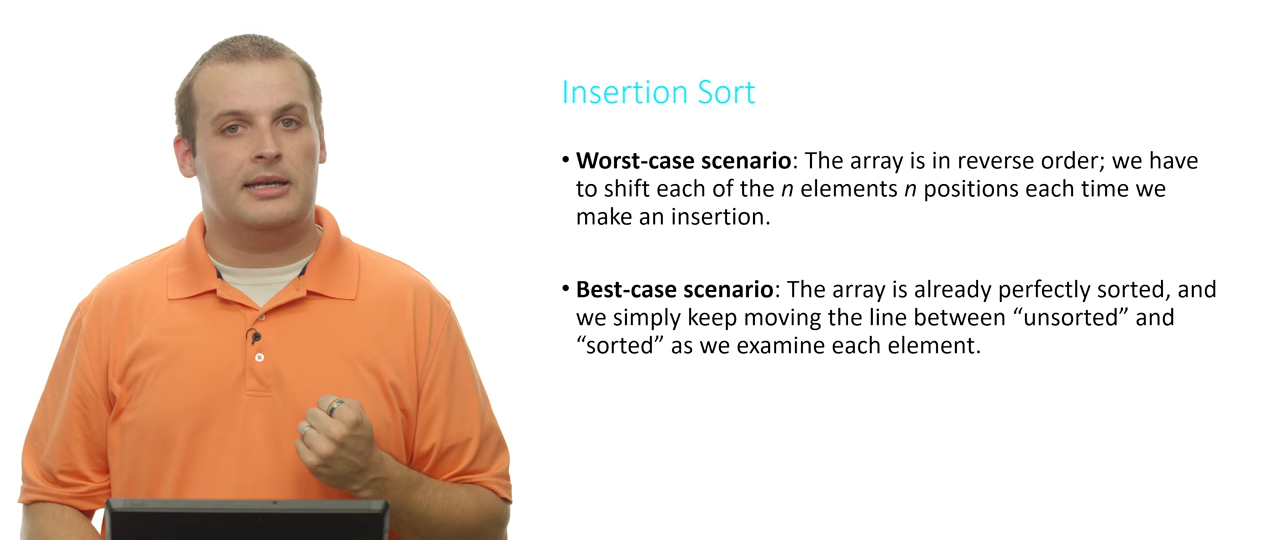 Insertion Sort
• Worst-case scenario: The array is in reverse order; we have
to shift each of the n elements n positions each time we
make an insertion.
• Best-case scenario: The array is already perfectly sorted, and
we simply keep moving the line between “unsorted” and
“sorted” as we examine each element.